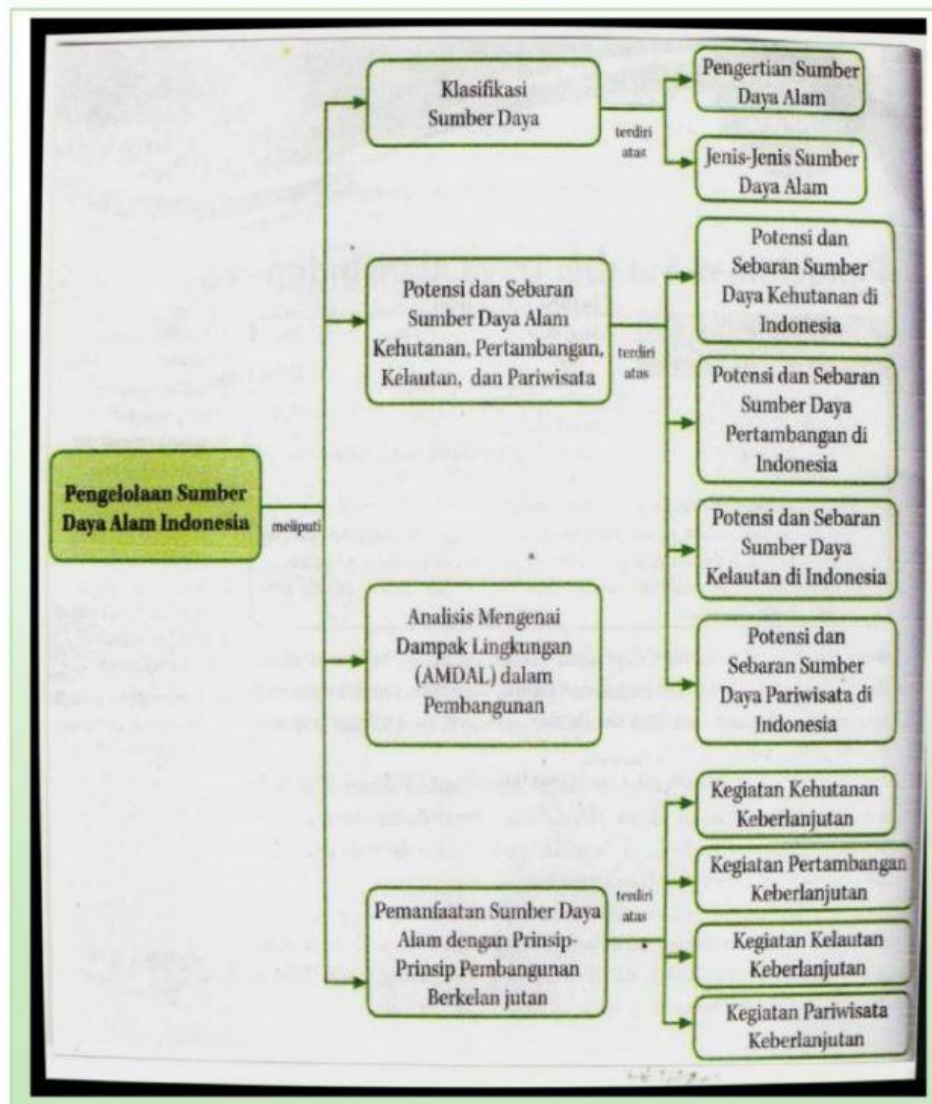 Klasifikasi
Sumber Daya
terdiri
atas
Pengertian Sumber
Daya Alam
Jenis-Jenis Sumber
Daya Alam
Potensi dan Sebaran
Sumber Daya Alam
Kehutanan, Pertambangan,
Kelautan, dan Pariwisata
terdiri
atas
Potensi dan
Sebaran Sumber
Daya Kehutanan di
Indonesia
Potensi dan Sebaran
Sumber Daya
Pertambangan di
Indonesia
Potensi dan Sebaran
Sumber Daya
Kelautan di Indonesia
Potensi dan
Sebaran Sumber
Daya Pariwisata di
Indonesia
Pengelolaan Sumber
Daya Alam Indonesia
meliputi
Analisis Mengenai
Dampak Lingkungan
(AMDAL) dalam
Pembangunan
Pemanfaatan Sumber Daya
Alam dengan Prinsip-
Prinsip Pembangunan
Berkelan jutan
terdiri
atas
Kegiatan Kehutanan
Keberlanjutan
Kegiatan Pertambangan
Keberlanjutan
Kegiatan Kelautan
Keberlanjutan
Kegiatan Pariwisata
Keberlanjutan